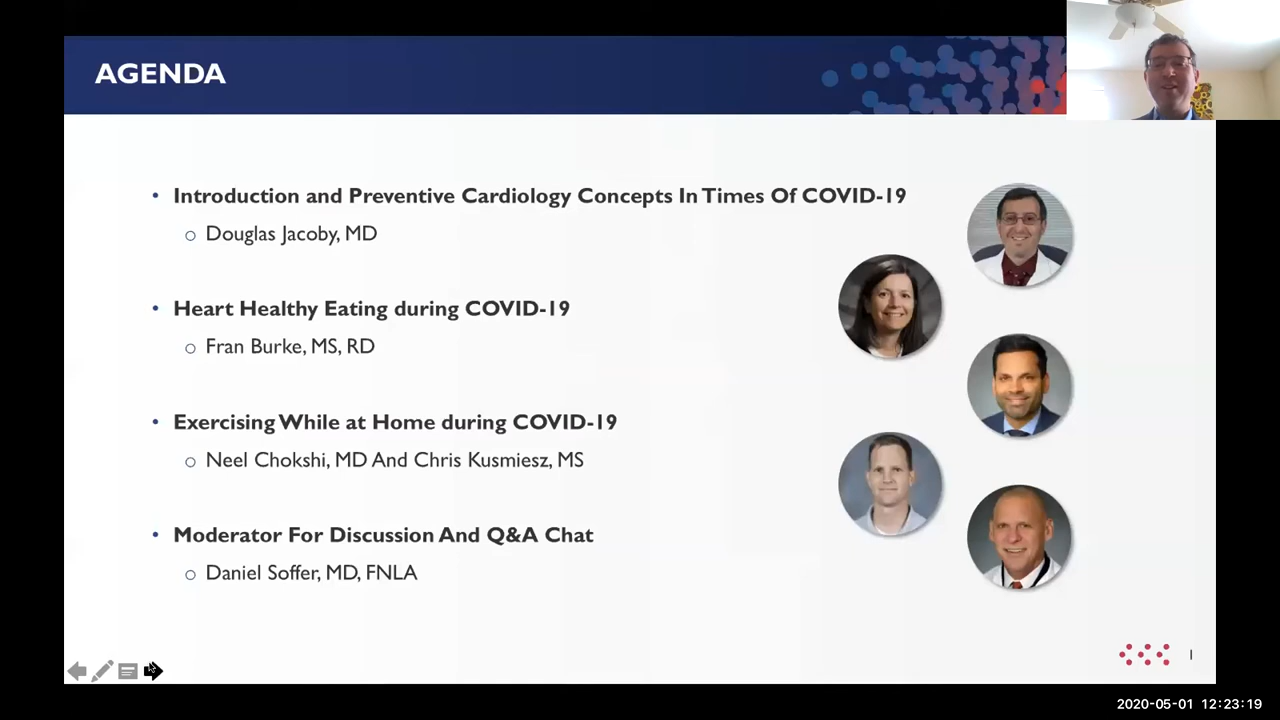 AGENDA
• Introduction and Preventive Cardiology Concepts In Times Of COVID-19
o Douglas Jacoby, MD
• Heart Healthy Eating during COVID-19
o Fran Burke, MS, RD
• Exercising While at Home during COVID-19
o Neel Chokshi, MD And Chris Kusmiesz, MS
• Moderator For Discussion And Q&A Chat
o Daniel Soffer, MD, FNLA
1
2020-05-01 12:23:19